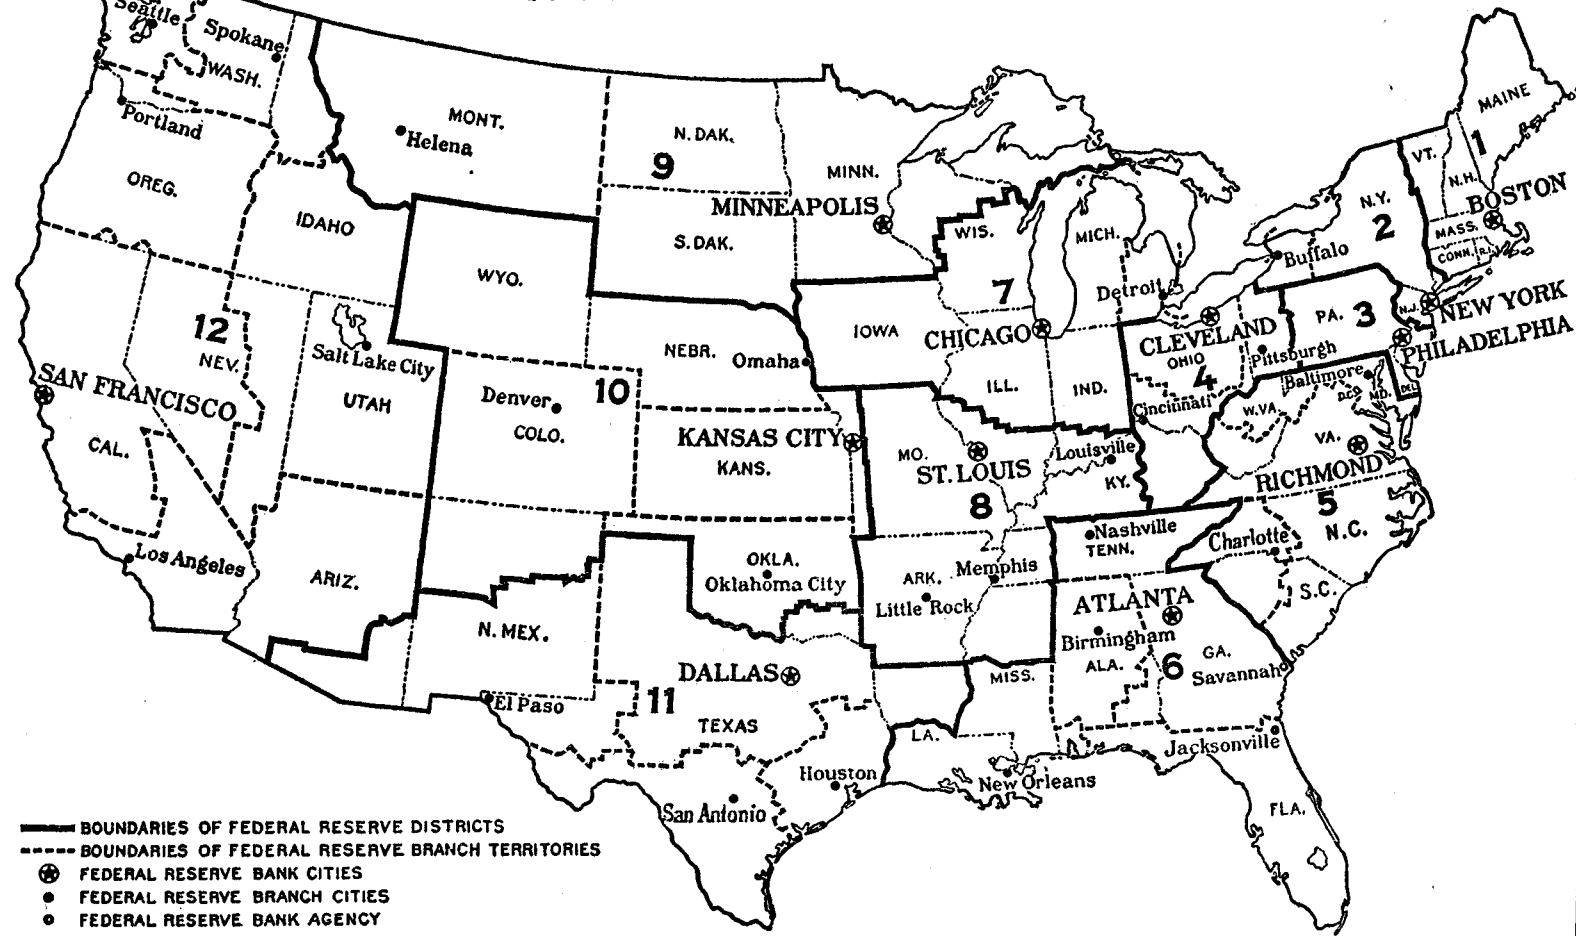 Seattle
Spokane
WASH.
Portland
OREG.
MONT.
Helena
IDAHO
N. DAK.
9
MINN.
MINNEAPOLIS
S. DAK.
WYO.
WIS.
MICH.
7
Detroit
MAINE
1
VT.
N.H.
BOSTON
N.Y.
2
MASS.
CONN.
R.I.
Buffalo
N.J.
NEW YORK
PA.
3
PHILADELPHIA
12
NEV.
Salt Lake City
UTAH
SAN FRANCISCO
CAL.
Los Angeles
ARIZ.
IOWA
CHICAGO
ILL.
IND.
CLEVELAND
OHIO
4
Pittsburgh
Cincinnati
Baltimore
D.C.
MD.
DEL.
W.VA.
VA.
RICHMOND
5
N.C.
Charlotte
S.C.
NEBR.
Omaha
10
Denver
COLO.
KANSAS CITY
KANS.
MO.
ST. LOUIS
8
Louisville
KY.
Nashville
TENN.
OKLA.
Oklahoma City
ARK.
Memphis
Little Rock
N. MEX.
El Paso
DALLAS
11
TEXAS
Houston
San Antonio
ATLANTA
Birmingham
ALA.
6
GA.
Savannah
MISS.
LA.
New Orleans
Jacksonville
FLA.
BOUNDARIES OF FEDERAL RESERVE DISTRICTS
BOUNDARIES OF FEDERAL RESERVE BRANCH TERRITORIES
FEDERAL RESERVE BANK CITIES
FEDERAL RESERVE BRANCH CITIES
FEDERAL RESERVE BANK AGENCY